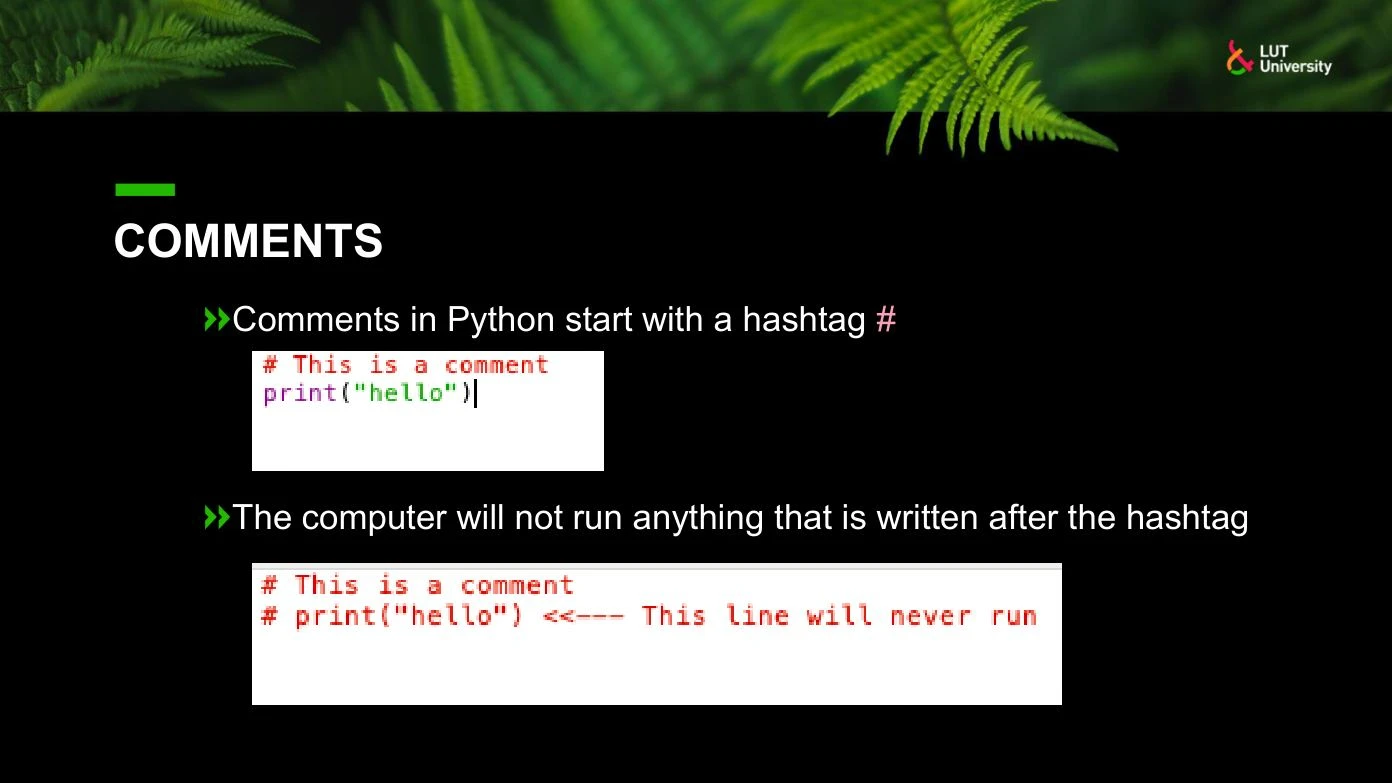 LUT
University
COMMENTS
Comments in Python start with a hashtag #
# This is a comment
print("hello")
The computer will not run anything that is written after the hashtag
# This is a comment
# print("hello") <<--- This line will never run